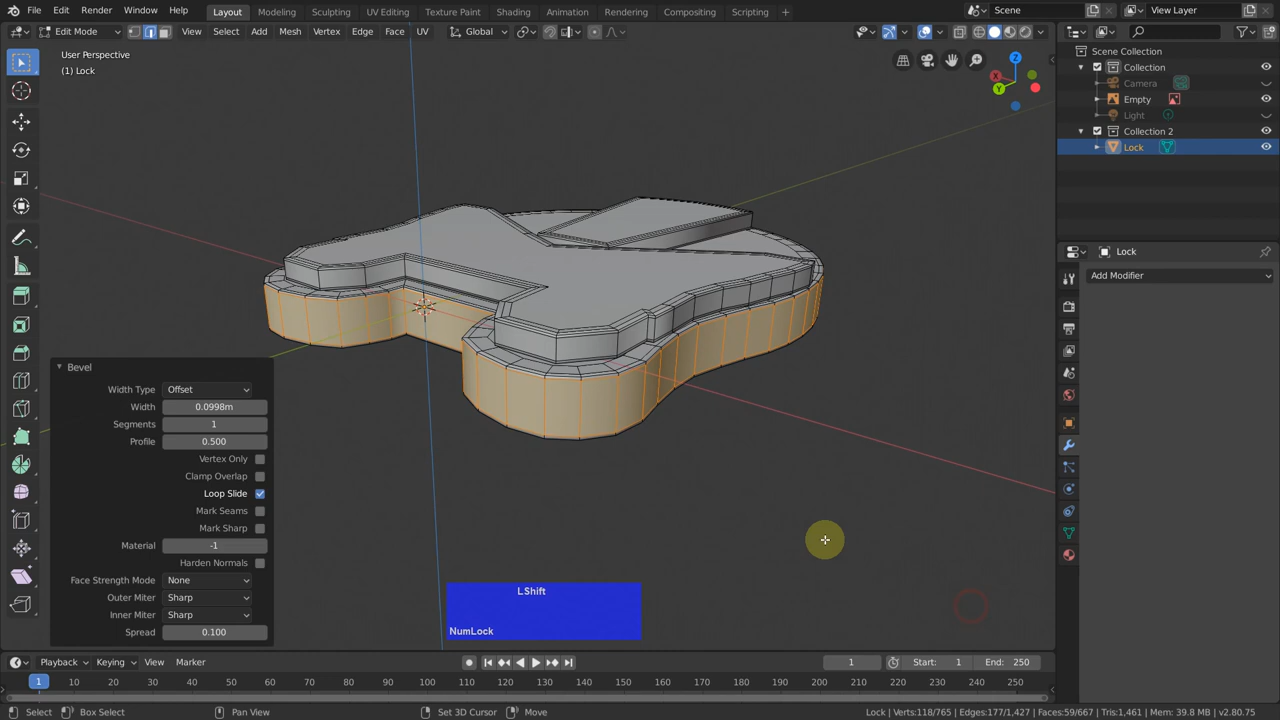 File Edit Render Window Help Layout Modeling Sculpting UV Editing Texture Paint Shading Animation Rendering Compositing Scripting + Scene View Layer
Edit Mode View Select Add Mesh Vertex Edge Face UV Global
User Perspective
(1) Lock
Scene Collection
Collection
Camera
Empty
Light
Collection 2
Lock
Lock
Add Modifier
X
Y
Z
Bevel
Width Type Offset
Width 0.0998m
Segments 1
Profile 0.500
Vertex Only
Clamp Overlap
Loop Slide
Mark Seams
Mark Sharp
Material -1
Harden Normals
Face Strength Mode None
Outer Miter Sharp
Inner Miter Sharp
Spread 0.100
LShift
NumLock
Playback Keying View Marker 1 Start: 1 End: 250
1 10 20 30 40 50 60 70 80 90 100 110 120 130 140 150 160 170 180 190 200 210 220 230 240 250
Select Box Select Pan View Set 3D Cursor Move Lock | Verts:118/765 | Edges:177/1,427 | Faces:59/667 | Tris:1,461 | Mem: 39.8 MB | v2.80.75